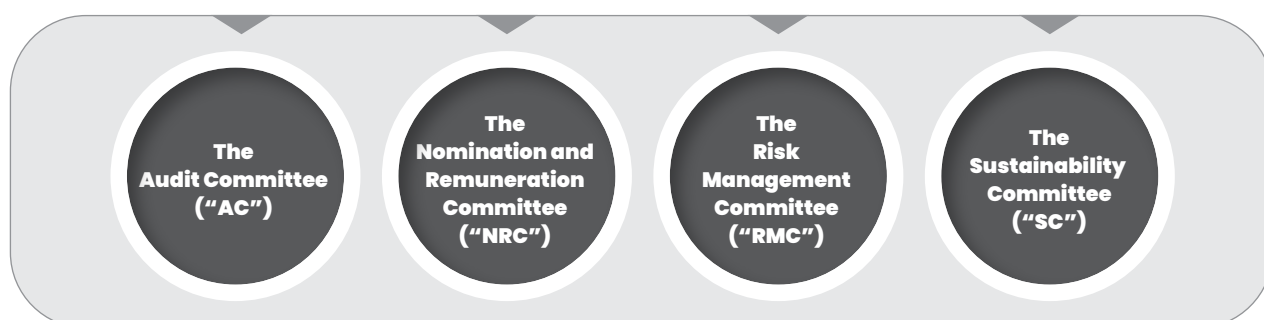 The
Audit Committee
(“AC”)
The
Nomination and
Remuneration
Committee
(“NRC”)
The
Risk
Management
Committee
(“RMC”)
The
Sustainability
Committee
(“SC”)